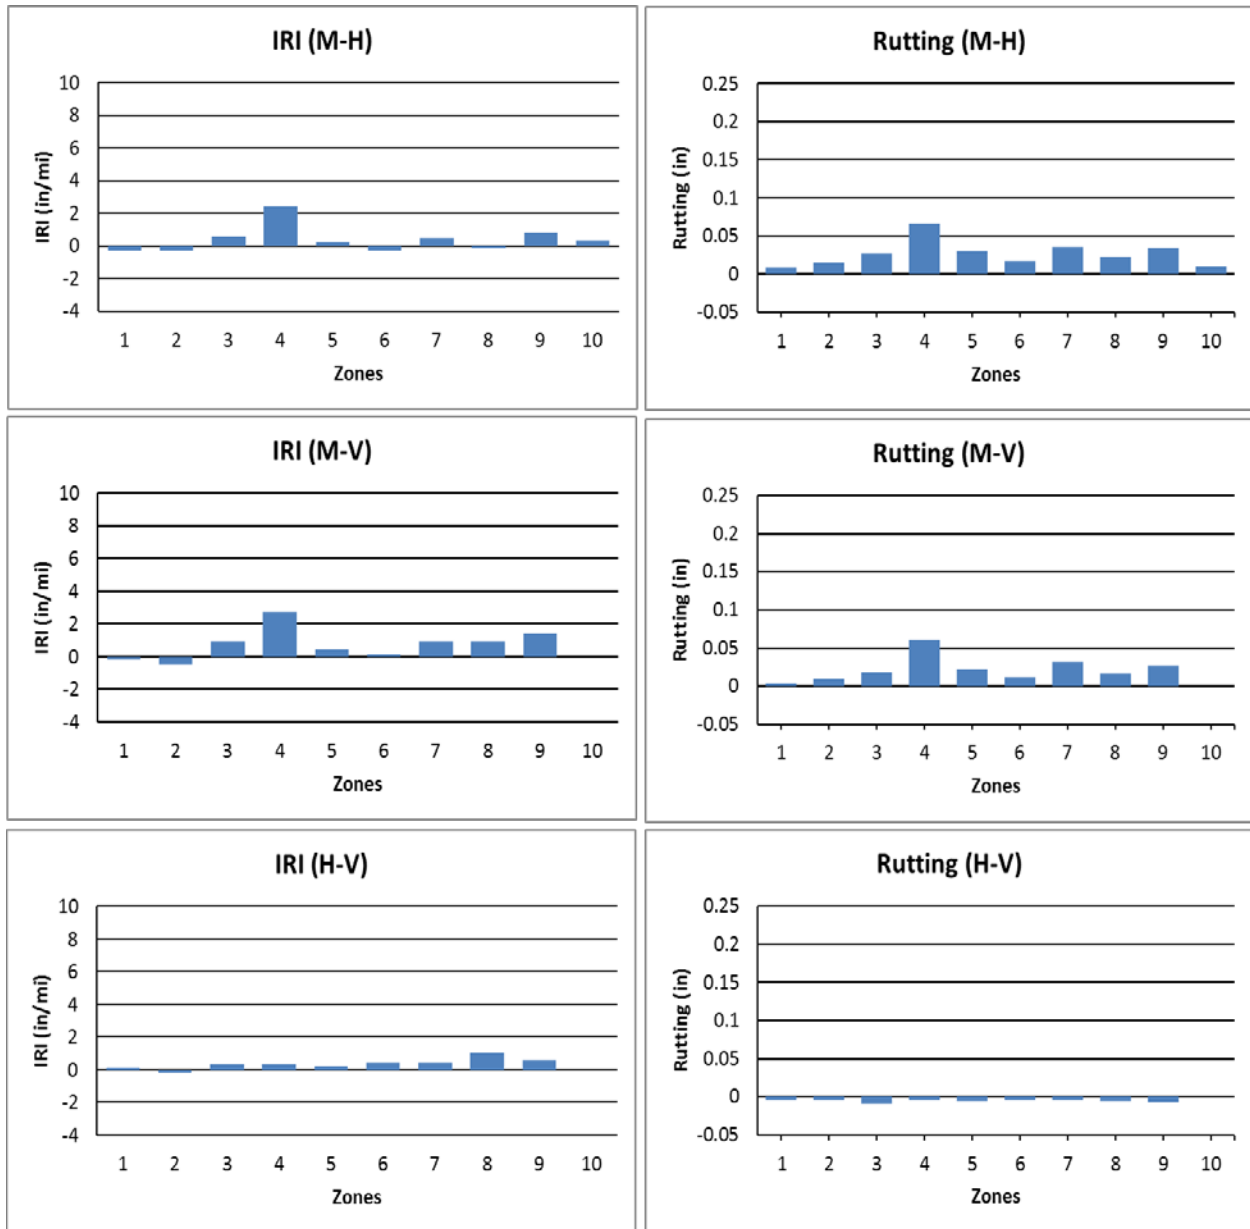 IRI (M-H)
10
8
6
4
2
0
-2
-4
IRI (in/mi)
1 2 3 4 5 6 7 8 9 10
Zones
Rutting (M-H)
0.25
0.2
0.15
0.1
0.05
0
-0.05
Rutting (in)
1 2 3 4 5 6 7 8 9 10
Zones
IRI (M-V)
10
8
6
4
2
0
-2
-4
IRI (in/mi)
1 2 3 4 5 6 7 8 9 10
Zones
Rutting (M-V)
0.25
0.2
0.15
0.1
0.05
0
-0.05
Rutting (in)
1 2 3 4 5 6 7 8 9 10
Zones
IRI (H-V)
10
8
6
4
2
0
-2
-4
IRI (in/mi)
1 2 3 4 5 6 7 8 9 10
Zones
Rutting (H-V)
0.25
0.2
0.15
0.1
0.05
0
-0.05
Rutting (in)
1 2 3 4 5 6 7 8 9 10
Zones